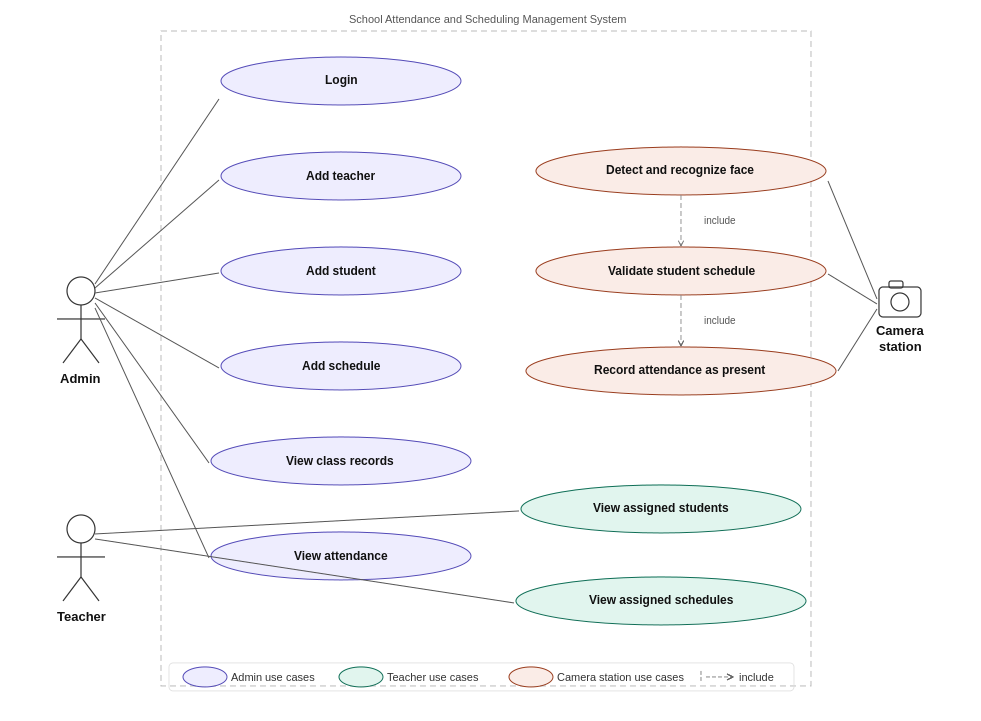 School Attendance and Scheduling Management System
Login
Add teacher
Add student
Add schedule
View class records
View attendance
Detect and recognize face
include
Validate student schedule
include
Record attendance as present
View assigned students
View assigned schedules
Admin
Teacher
Camera
station
Admin use cases
Teacher use cases
Camera station use cases
include